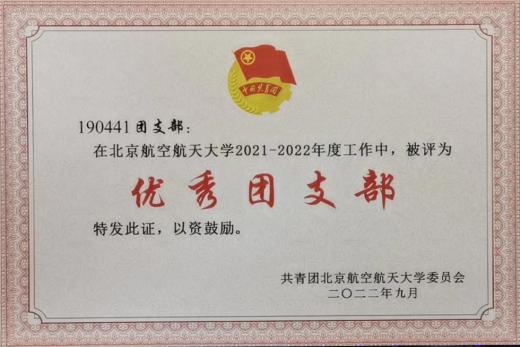 中国共青团
190441团支部：
在北京航空航天大学2021-2022年度工作中，被评为
优秀团支部
特发此证，以资鼓励。
共青团北京航空航天大学委员会
二〇二二年九月